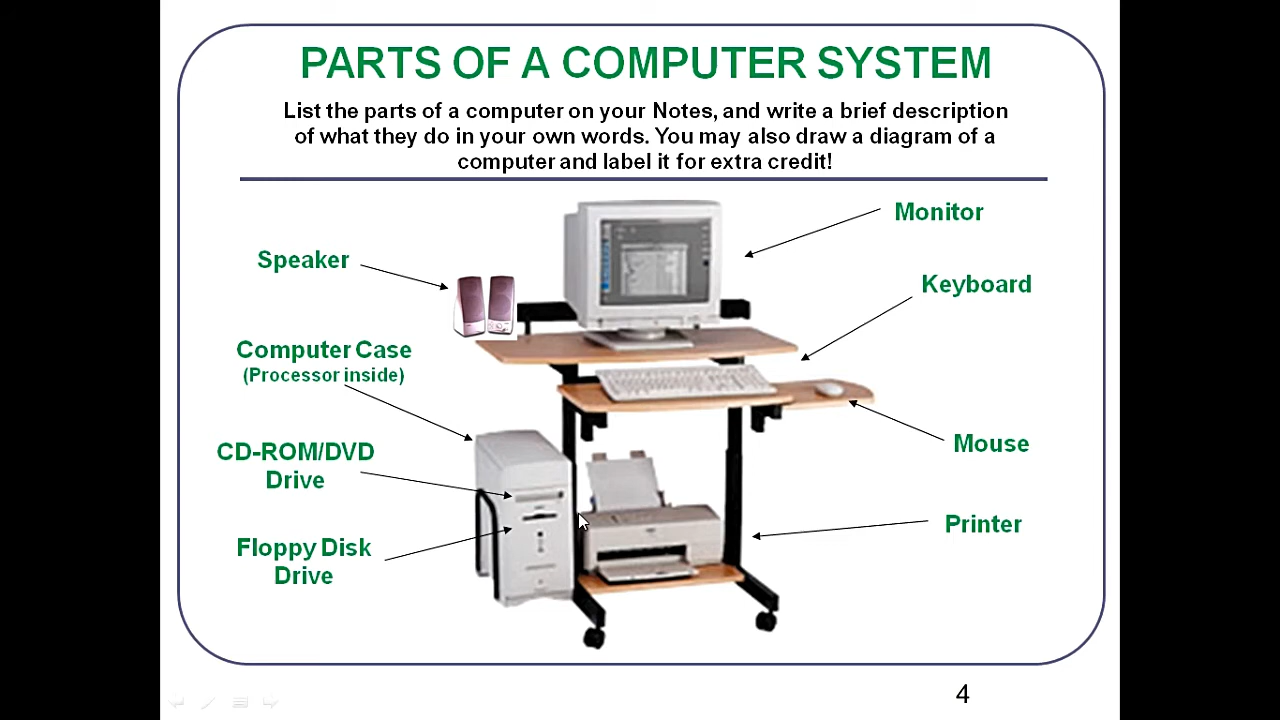 PARTS OF A COMPUTER SYSTEM
List the parts of a computer on your Notes, and write a brief description
of what they do in your own words. You may also draw a diagram of a
computer and label it for extra credit!
Monitor
Speaker
Keyboard
Computer Case
(Processor inside)
CD-ROM/DVD
Drive
Mouse
Printer
Floppy Disk
Drive
4